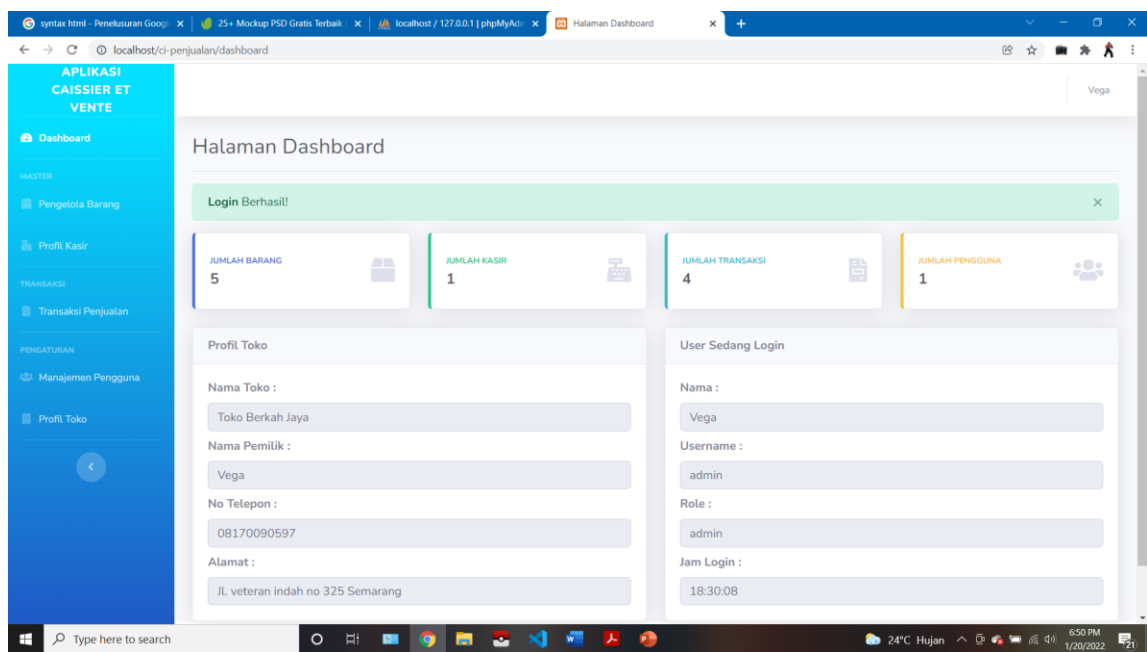 syntax html - Penelusuran Googl
25+ Mockup PSD Gratis Terbaik
localhost / 127.0.0.1 | phpMyAdm
Halaman Dashboard
localhost/ci-penjualan/dashboard
APLIKASI
CAISSIER ET
VENTE
Vega
Dashboard
MASTER
Pengelola Barang
Profil Kasir
TRANSAKSI
Transaksi Penjualan
PENGATURAN
Manajemen Pengguna
Profil Toko
Halaman Dashboard
Login Berhasil!
JUMLAH BARANG
5
JUMLAH KASIR
1
JUMLAH TRANSAKSI
4
JUMLAH PENGGUNA
1
Profil Toko
Nama Toko :
Toko Berkah Jaya
Nama Pemilik :
Vega
No Telepon :
08170090597
Alamat :
Jl. veteran indah no 325 Semarang
User Sedang Login
Nama :
Vega
Username :
admin
Role :
admin
Jam Login :
18:30:08
Type here to search
24°C Hujan
6:50 PM
1/20/2022
21